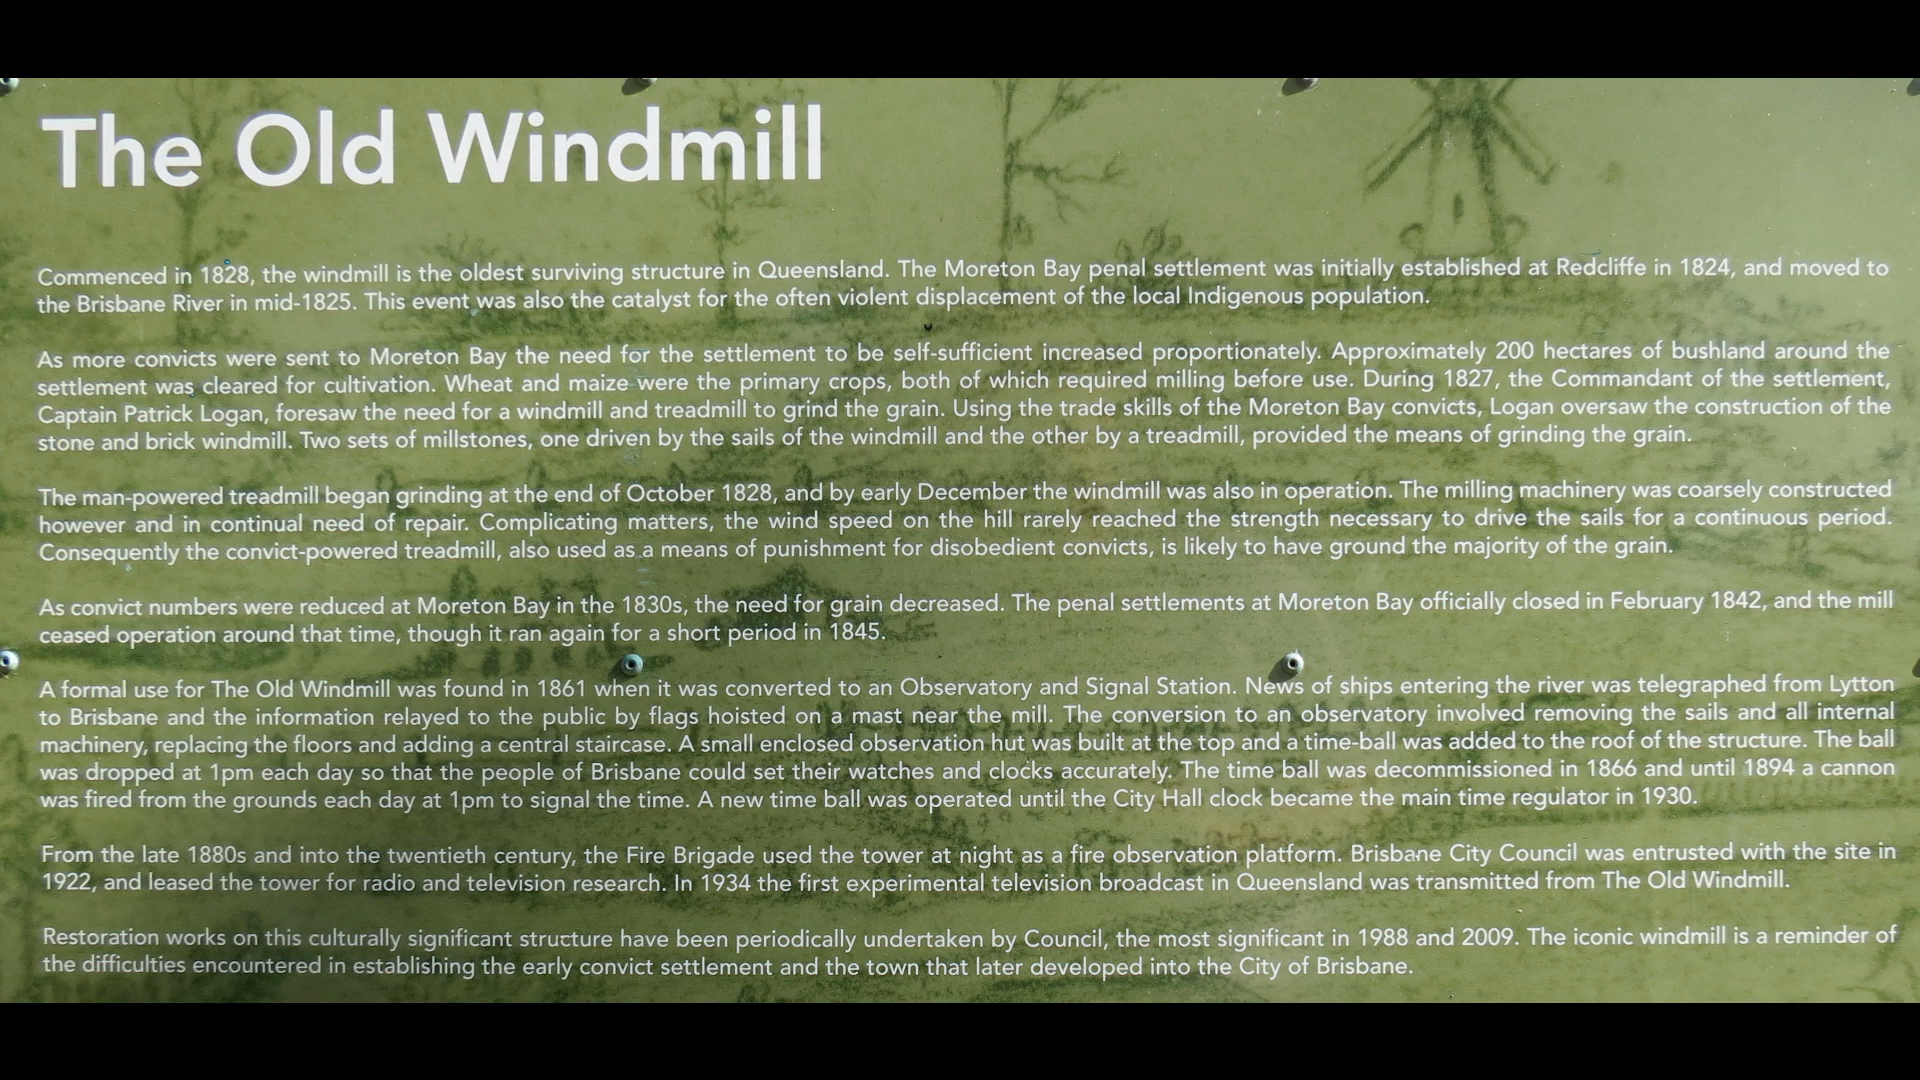 The Old Windmill
Commenced in 1828, the windmill is the oldest surviving structure in Queensland. The Moreton Bay penal settlement was initially established at Redcliffe in 1824, and moved to
the Brisbane River in mid-1825. This event was also the catalyst for the often violent displacement of the local Indigenous population.
As more convicts were sent to Moreton Bay the need for the settlement to be self-sufficient increased proportionately. Approximately 200 hectares of bushland around the
settlement was cleared for cultivation. Wheat and maize were the primary crops, both of which required milling before use. During 1827, the Commandant of the settlement,
Captain Patrick Logan, foresaw the need for a windmill and treadmill to grind the grain. Using the trade skills of the Moreton Bay convicts, Logan oversaw the construction of the
stone and brick windmill. Two sets of millstones, one driven by the sails of the windmill and the other by a treadmill, provided the means of grinding the grain.
The man-powered treadmill began grinding at the end of October 1828, and by early December the windmill was also in operation. The milling machinery was coarsely constructed
however and in continual need of repair. Complicating matters, the wind speed on the hill rarely reached the strength necessary to drive the sails for a continuous period.
Consequently the convict-powered treadmill, also used as a means of punishment for disobedient convicts, is likely to have ground the majority of the grain.
As convict numbers were reduced at Moreton Bay in the 1830s, the need for grain decreased. The penal settlements at Moreton Bay officially closed in February 1842, and the mill
ceased operation around that time, though it ran again for a short period in 1845.
A formal use for The Old Windmill was found in 1861 when it was converted to an Observatory and Signal Station. News of ships entering the river was telegraphed from Lytton
to Brisbane and the information relayed to the public by flags hoisted on a mast near the mill. The conversion to an observatory involved removing the sails and all internal
machinery, replacing the floors and adding a central staircase. A small enclosed observation hut was built at the top and a time-ball was added to the roof of the structure. The ball
was dropped at 1pm each day so that the people of Brisbane could set their watches and clocks accurately. The time ball was decommissioned in 1866 and until 1894 a cannon
was fired from the grounds each day at 1pm to signal the time. A new time ball was operated until the City Hall clock became the main time regulator in 1930.
From the late 1880s and into the twentieth century, the Fire Brigade used the tower at night as a fire observation platform. Brisbane City Council was entrusted with the site in
1922, and leased the tower for radio and television research. In 1934 the first experimental television broadcast in Queensland was transmitted from The Old Windmill.
Restoration works on this culturally significant structure have been periodically undertaken by Council, the most significant in 1988 and 2009. The iconic windmill is a reminder of
the difficulties encountered in establishing the early convict settlement and the town that later developed into the City of Brisbane.